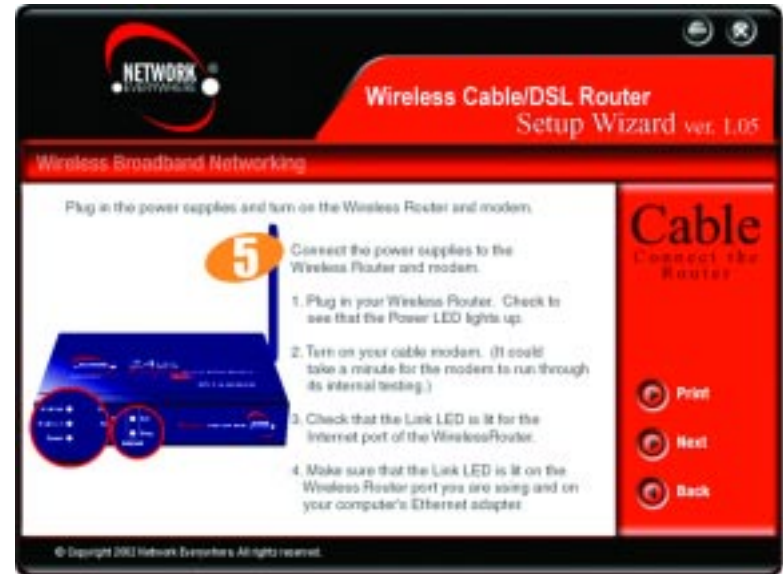 NETWORK
EVERYWHERE
Wireless Cable/DSL Router
Setup Wizard ver. 1.05
Wireless Broadband Networking
Plug in the power supplies and turn on the Wireless Router and modem.
5
Connect the power supplies to the
Wireless Router and modem.
1. Plug in your Wireless Router. Check to
see that the Power LED lights up.
2. Turn on your cable modem. (It could
take a minute for the modem to run through
its internal testing.)
3. Check that the Link LED is lit for the
Internet port of the WirelessRouter.
4. Make sure that the Link LED is lit on the
Wireless Router port you are using and on
your computer's Ethernet adapter
Cable
Connect the
Router
Print
Next
Back
© Copyright 2002 Network Everywhere. All rights reserved.